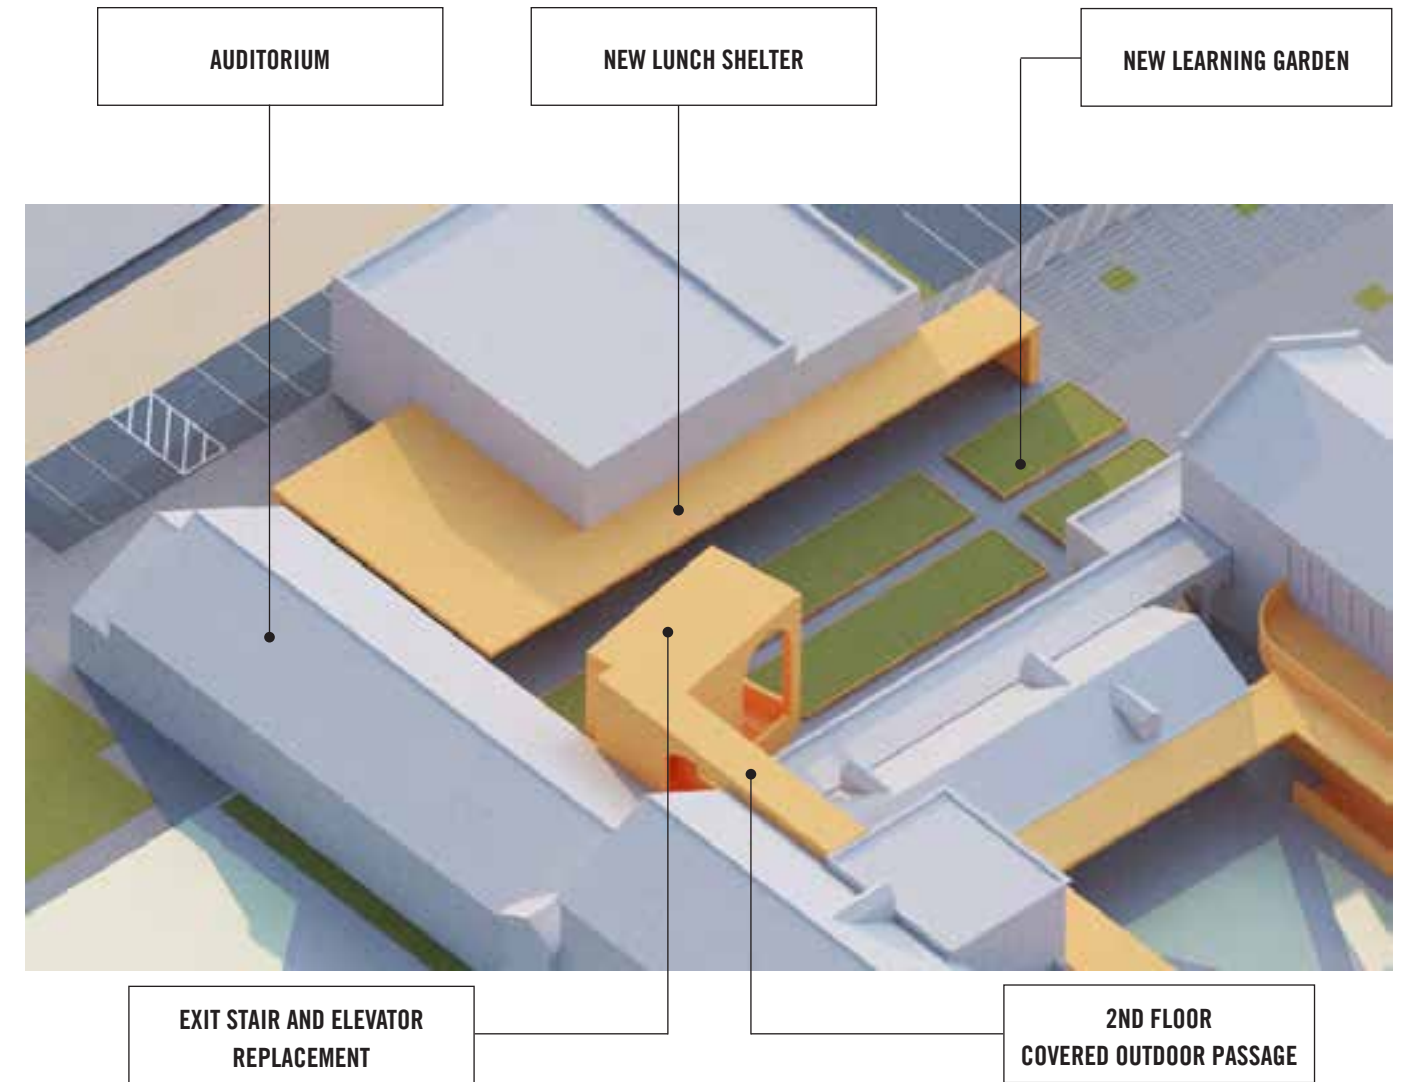 AUDITORIUM
NEW LUNCH SHELTER
NEW LEARNING GARDEN
EXIT STAIR AND ELEVATOR
REPLACEMENT
2ND FLOOR
COVERED OUTDOOR PASSAGE